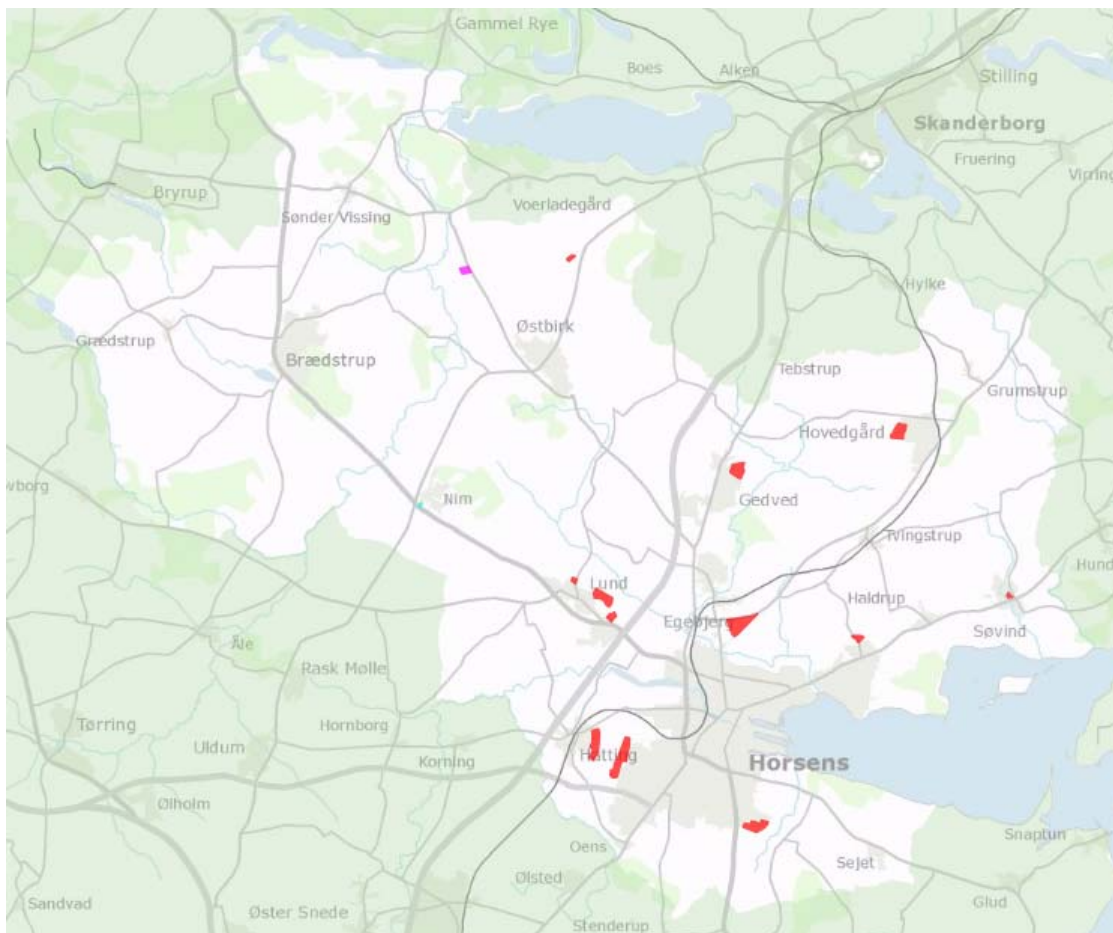 Gammel Rye
Boes
Alken
Stilling
Skanderborg
Fruering
Virring
Bryrup
Sønder Vissing
Voerladegård
Hylke
Østbirk
Grædstrup
Brædstrup
Tebstrup
Grumstrup
Hovedgård
Nim
Gedved
Tvingstrup
Hund
Lund
Haldrup
Egebjerg
Søvind
Åle
Rask Mølle
Tørring
Uldum
Hornborg
Korning
Hatting
Horsens
Ølholm
Snaptun
Oens
Sejet
Ølsted
Sandvad
Øster Snede
Stenderup
Glud